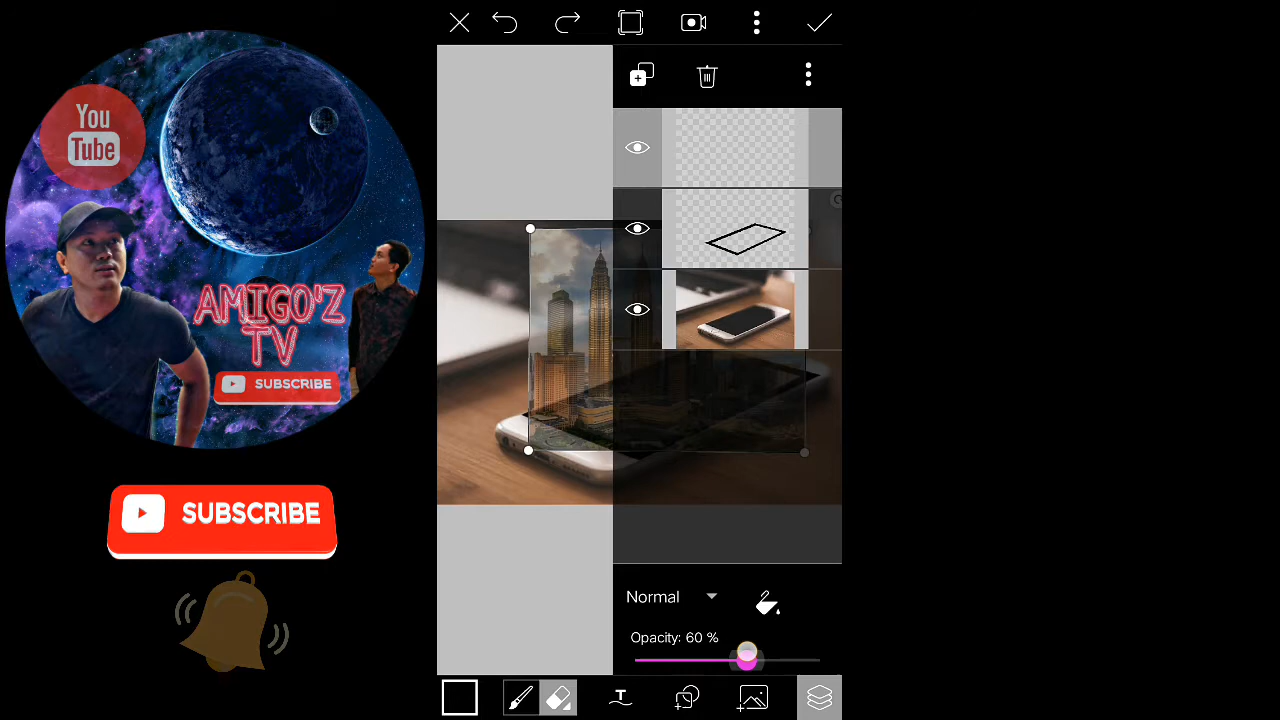 You
Tube
AMIGO'Z
TV
SUBSCRIBE
SUBSCRIBE
Normal
Opacity: 60 %
T